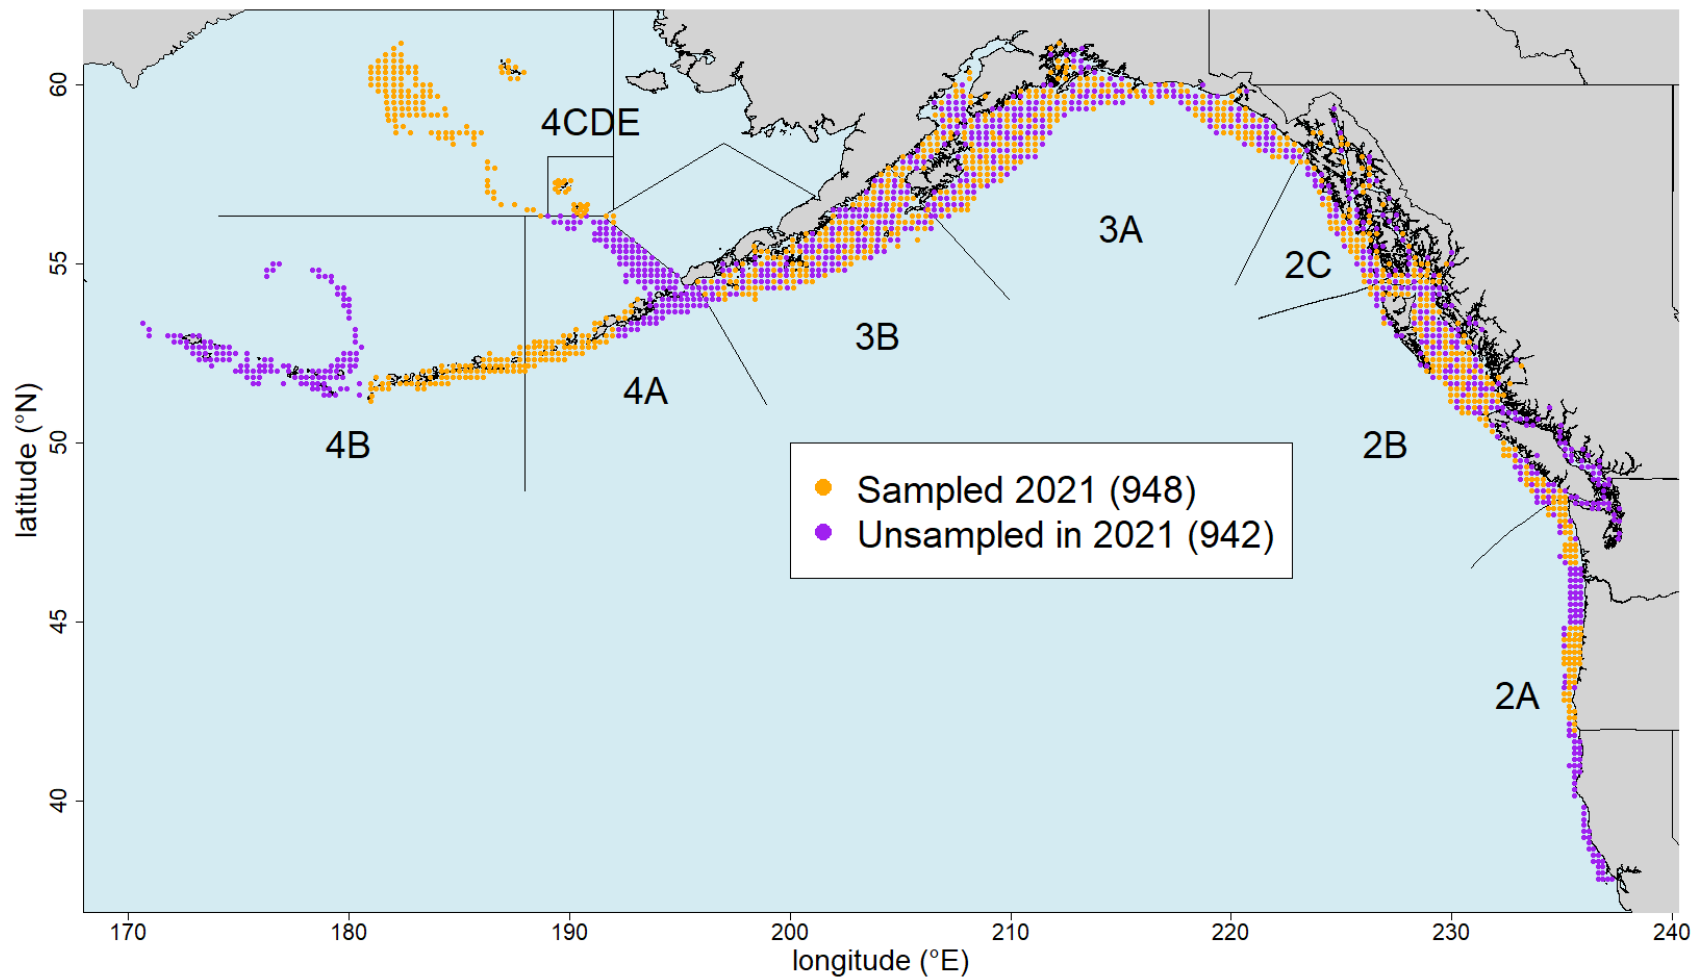 60
55
50
45
40
latitude (°N)
4CDE
3A
2C
3B
4A
4B
2B
2A
Sampled 2021 (948)
Unsampled in 2021 (942)
170
180
190
200
210
220
230
240
longitude (°E)